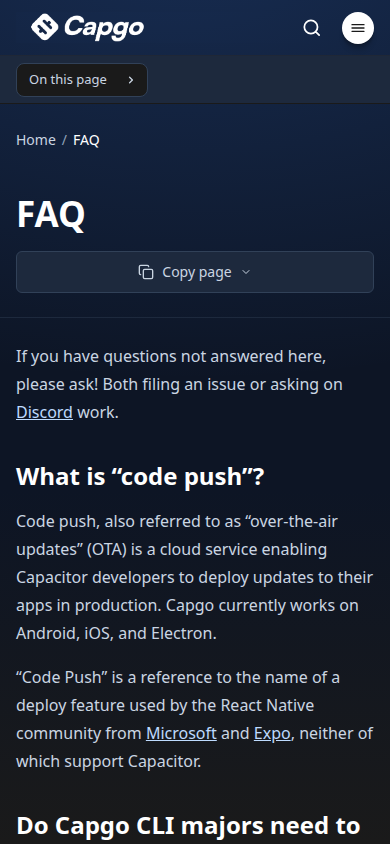 Capgo
On this page
Home / FAQ
FAQ
Copy page
If you have questions not answered here,
please ask! Both filing an issue or asking on
Discord work.
What is “code push”?
Code push, also referred to as “over-the-air
updates” (OTA) is a cloud service enabling
Capacitor developers to deploy updates to their
apps in production. Capgo currently works on
Android, iOS, and Electron.
“Code Push” is a reference to the name of a
deploy feature used by the React Native
community from Microsoft and Expo, neither of
which support Capacitor.
Do Capgo CLI majors need to